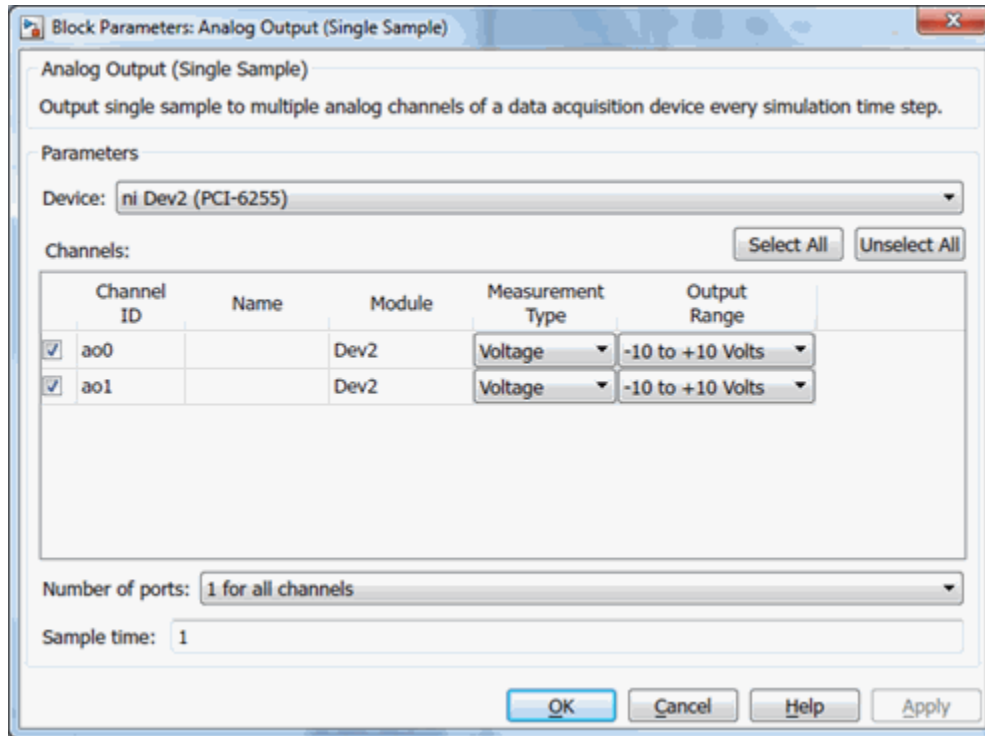 Block Parameters: Analog Output (Single Sample)
Analog Output (Single Sample)
Output single sample to multiple analog channels of a data acquisition device every simulation time step.
Parameters
Device: ni Dev2 (PCI-6255)
Channels: Select All Unselect All
Channel ID Name Module Measurement Type Output Range
ao0 Dev2 Voltage -10 to +10 Volts
ao1 Dev2 Voltage -10 to +10 Volts
Number of ports: 1 for all channels
Sample time: 1
OK Cancel Help Apply